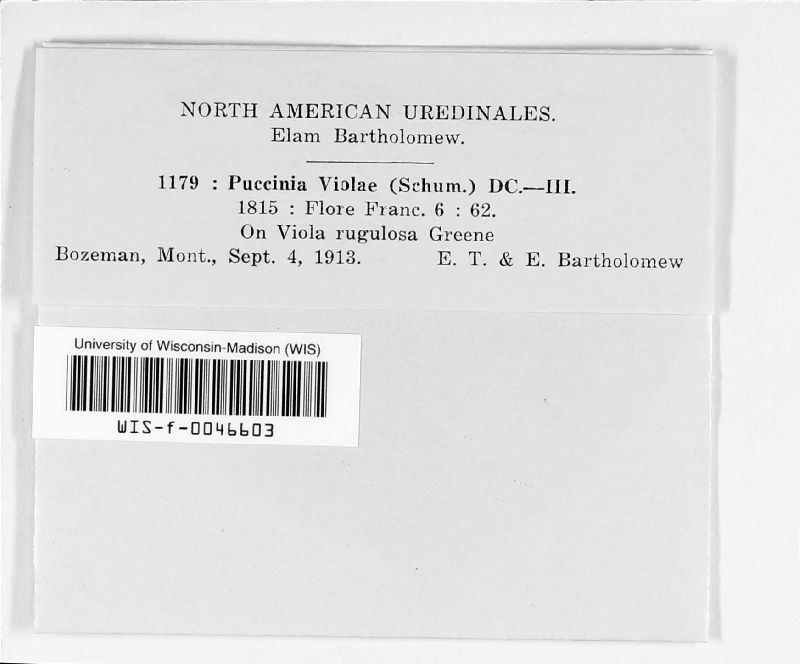 NORTH AMERICAN UREDINALES.
Elam Bartholomew.
1179 : Puccinia Violae (Schum.) DC.—III.
1815 : Flore Franc. 6 : 62.
On Viola rugulosa Greene
Bozeman, Mont., Sept. 4, 1913. E. T. & E. Bartholomew
University of Wisconsin-Madison (WIS)
WIS-f-0046603